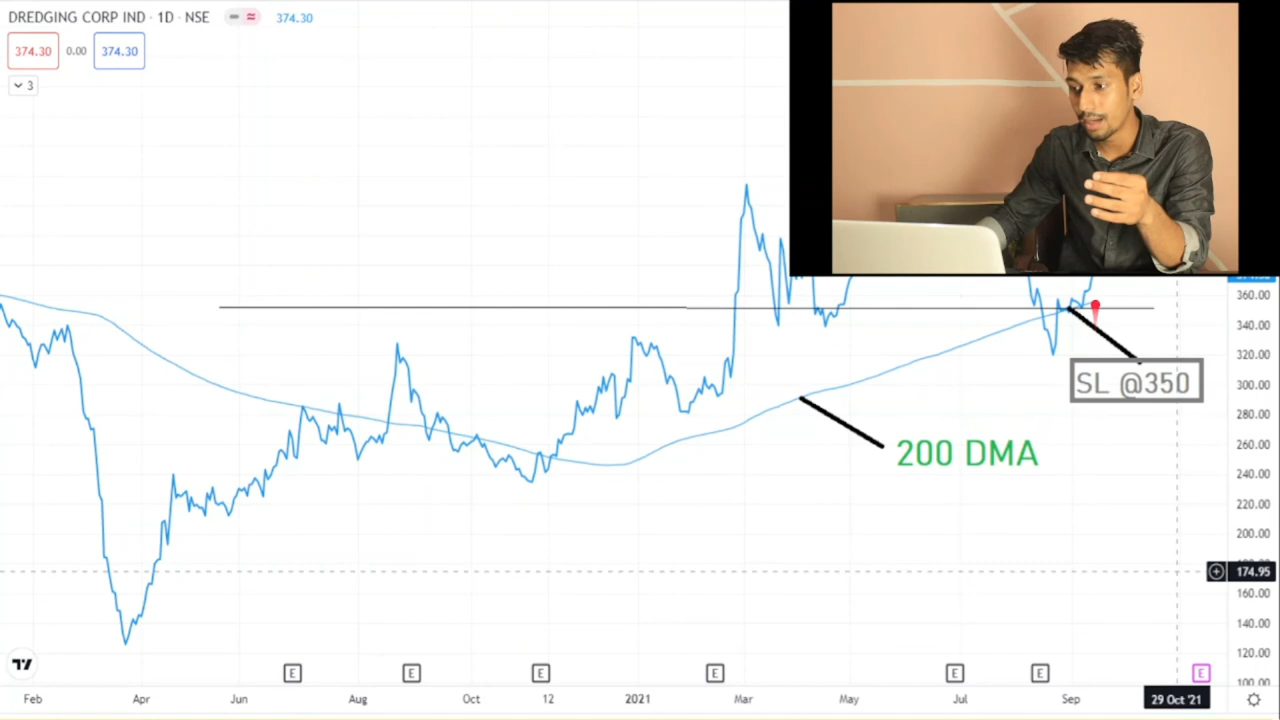 DREDGING CORP IND · 1D · NSE 374.30
374.30 0.00 374.30
3
360.00
340.00
320.00
300.00
280.00
260.00
240.00
220.00
200.00
174.95
160.00
140.00
120.00
100.00
SL @350
200 DMA
E E E E E E E
Feb Apr Jun Aug Oct 12 2021 Mar May Jul Sep 29 Oct '21